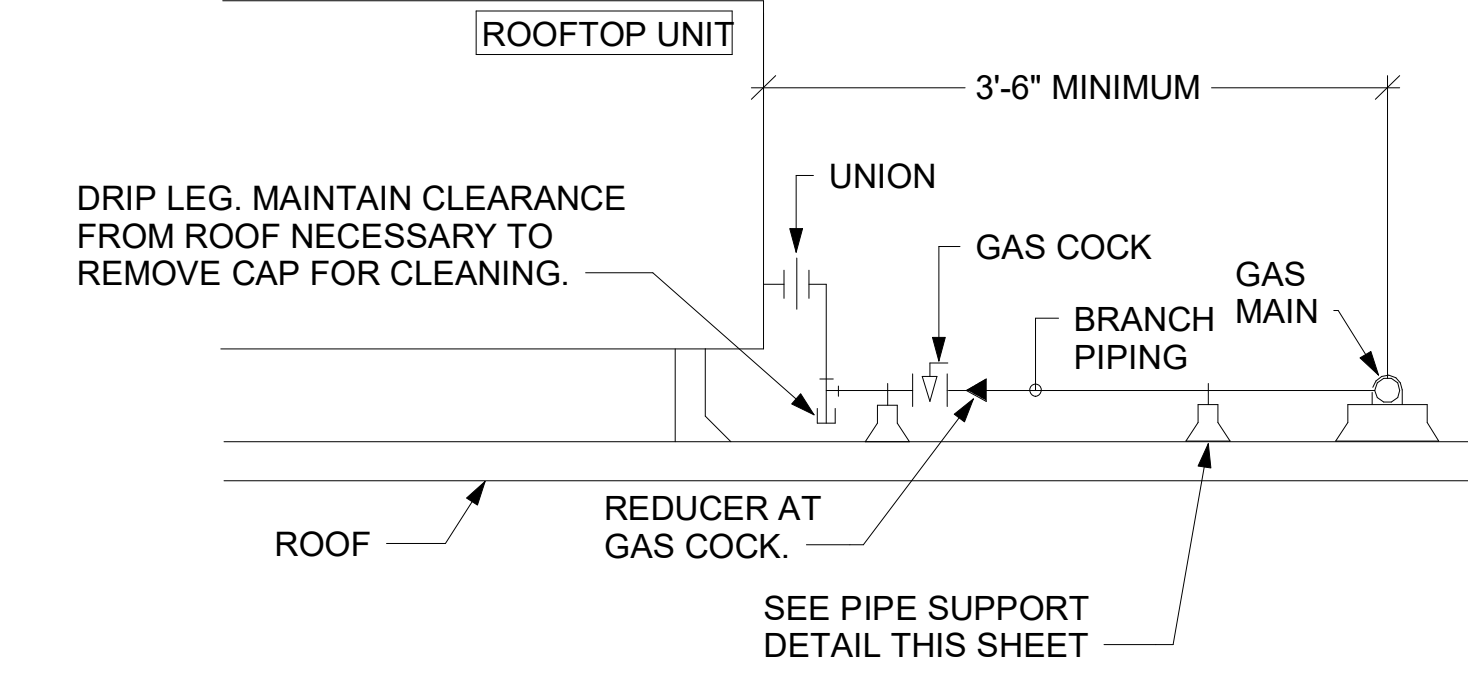 ROOFTOP UNIT
3'-6" MINIMUM
UNION
DRIP LEG. MAINTAIN CLEARANCE
FROM ROOF NECESSARY TO
REMOVE CAP FOR CLEANING.
GAS COCK
GAS
MAIN
BRANCH
PIPING
REDUCER AT
GAS COCK.
ROOF
SEE PIPE SUPPORT
DETAIL THIS SHEET